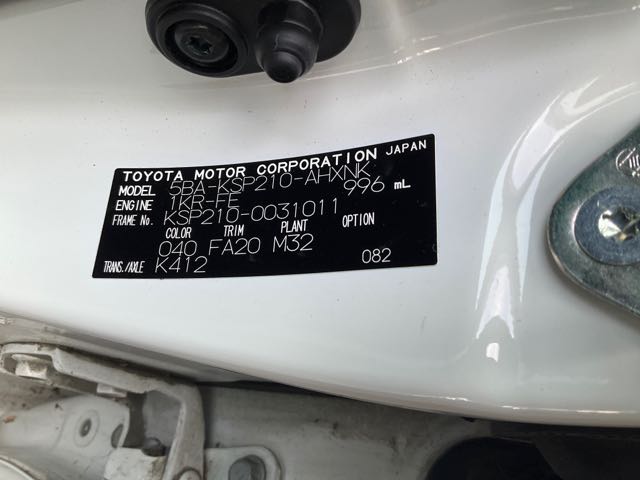 TOYOTA MOTOR CORPORATION JAPAN
MODEL 5BA-KSP210-AHXNK
ENGINE 1KR-FE 996 mL
FRAME No. KSP210-0031011
COLOR TRIM PLANT OPTION
040 FA20 M32
TRANS./AXLE K412 082